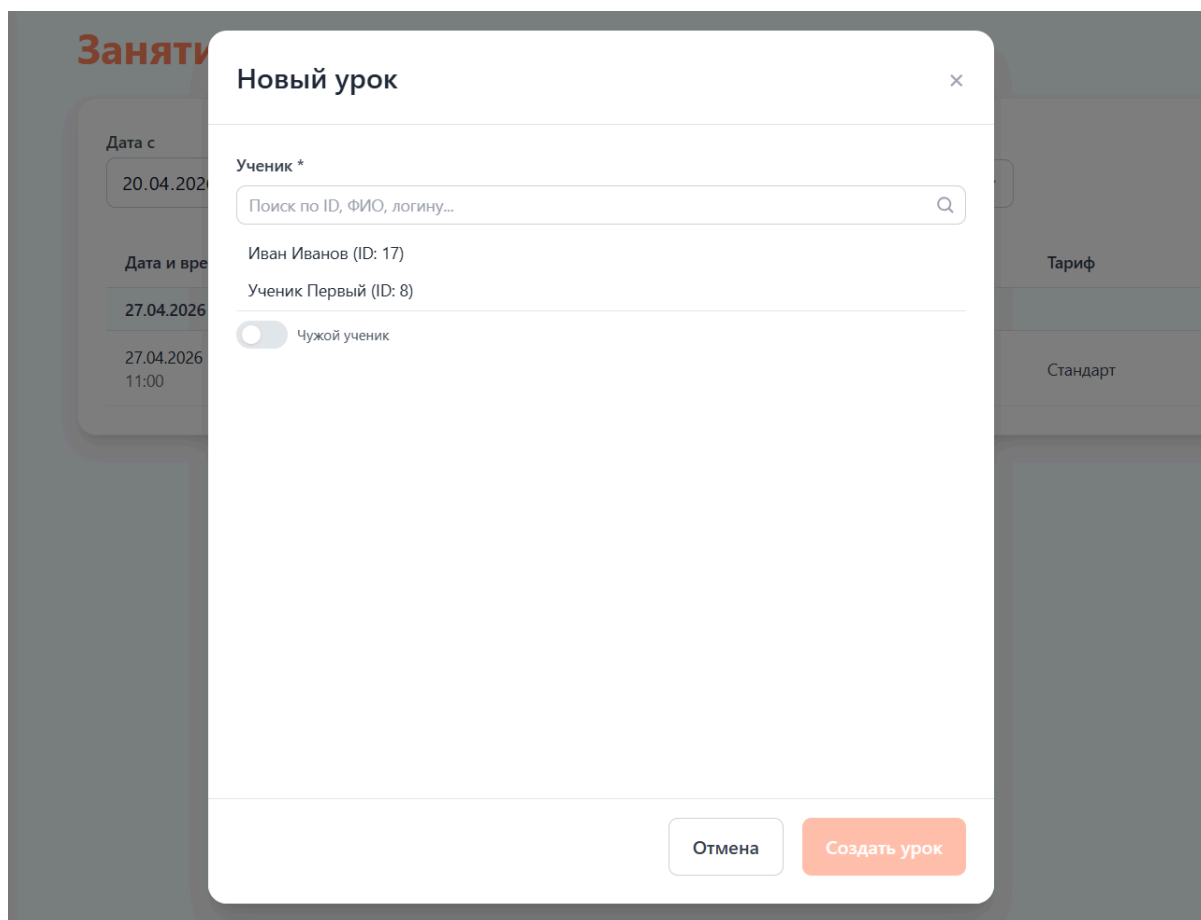 Заняти
Новый урок
×
Дата с
20.04.202
Ученик *
Поиск по ID, ФИО, логину...
Иван Иванов (ID: 17)
Ученик Первый (ID: 8)
Чужой ученик
Дата и вре
Тариф
27.04.2026
27.04.2026
11:00
Стандарт
Отмена
Создать урок